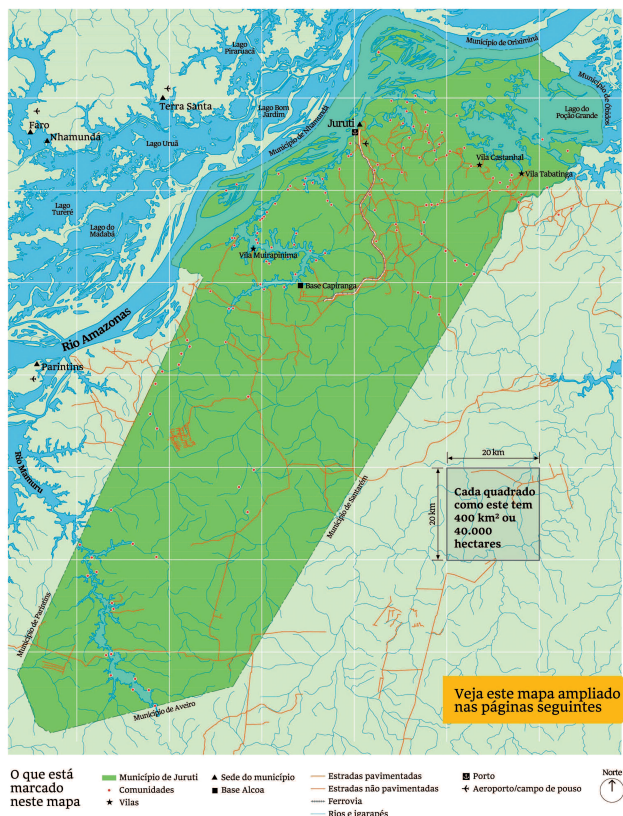 Município de Oriximiná
Lago
Piraruacá
Município de Óbidos
Terra Santa
Lago Bom
Jardim
Município de Nhamundá
Lago do
Poção Grande
Faro
Nhamundá
Juruti
Lago Uruã
Vila Castanhal
Vila Tabatinga
Lago
Tureré
Lago do
Madabá
Vila Muirapinima
Base Capiranga
Rio Amazonas
Parintins
Rio Mamuru
20 km
20 km
Cada quadrado
como este tem
400 km² ou
40.000
hectares
Município de Santarém
Município de Parintins
Município de Aveiro
Veja este mapa ampliado
nas páginas seguintes
O que está
marcado
neste mapa
Município de Juruti
Comunidades
Vilas
Sede do município
Base Alcoa
Estradas pavimentadas
Estradas não pavimentadas
Ferrovia
Rios e igarapés
Porto
Aeroporto/campo de pouso
Norte